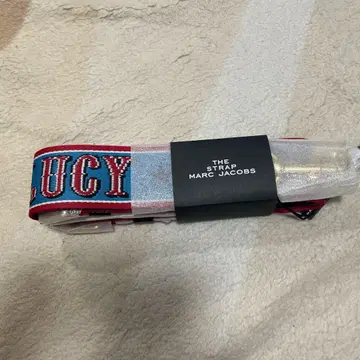 LUCY
THE
STRAP
MARC JACOBS